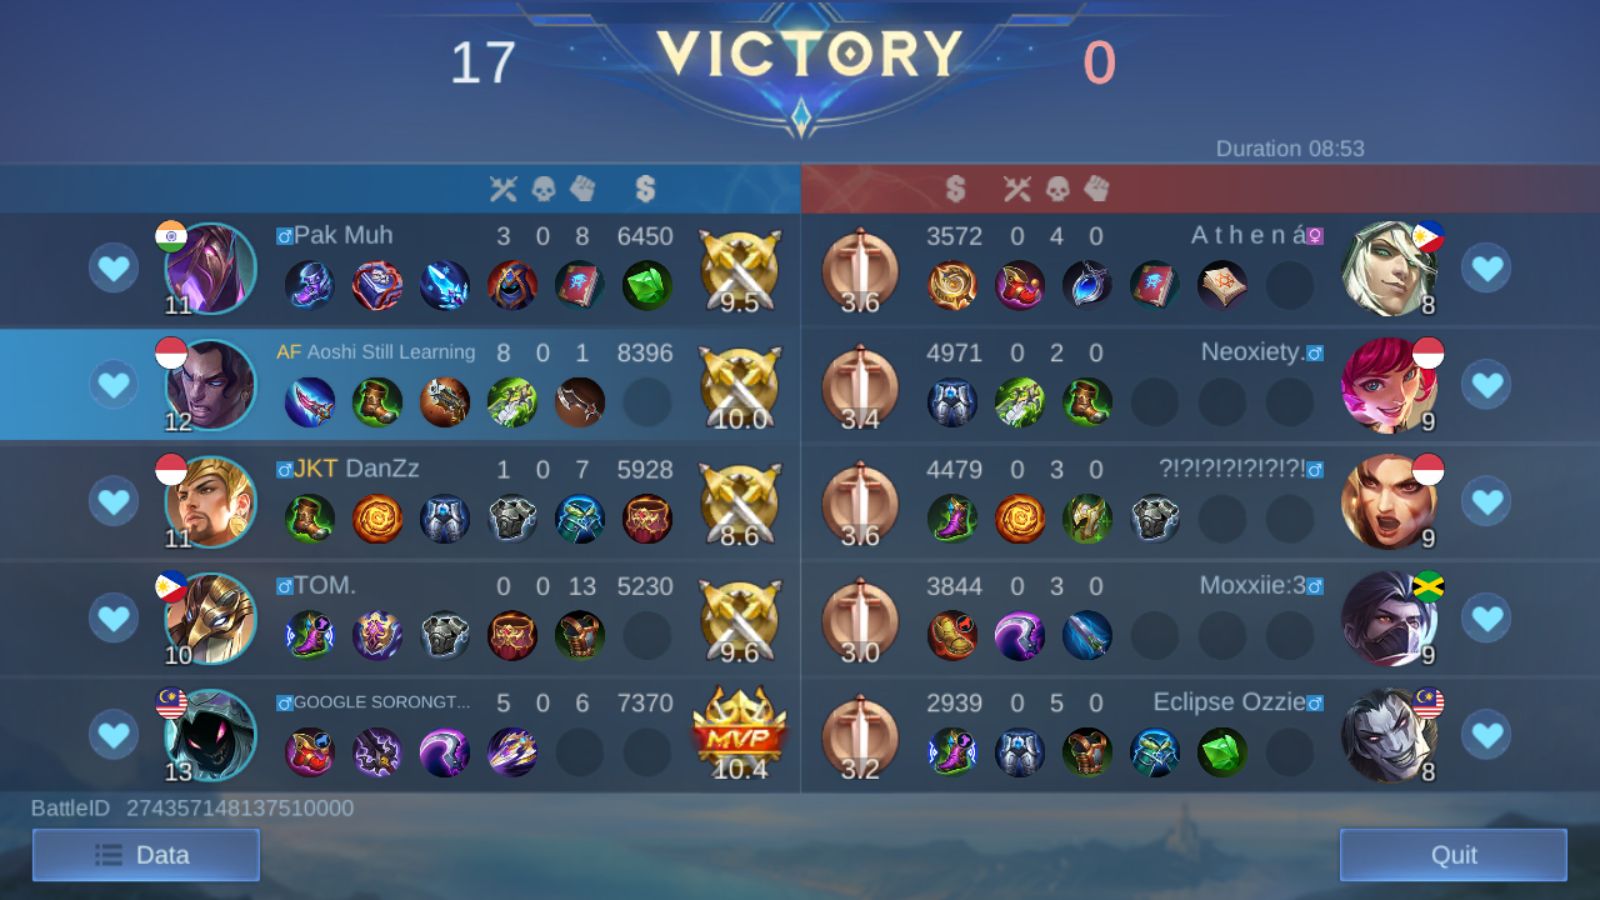 17 VICTORY 0
Duration 08:53
Pak Muh 3 0 8 6450
11 9.5
3572 0 4 0 A t h e n á
3.6 8
AF Aoshi Still Learning 8 0 1 8396
12 10.0
4971 0 2 0 Neoxiety.
3.4 9
JKT DanZz 1 0 7 5928
11 8.6
4479 0 3 0 ?!?!?!?!?!?!?!
3.6 9
TOM. 0 0 13 5230
10 9.6
3844 0 3 0 Moxxiie:3
3.0 9
GOOGLE SORONGT... 5 0 6 7370
MVP
13 10.4
2939 0 5 0 Eclipse Ozzie
3.2 8
BattleID 274357148137510000
Data
Quit